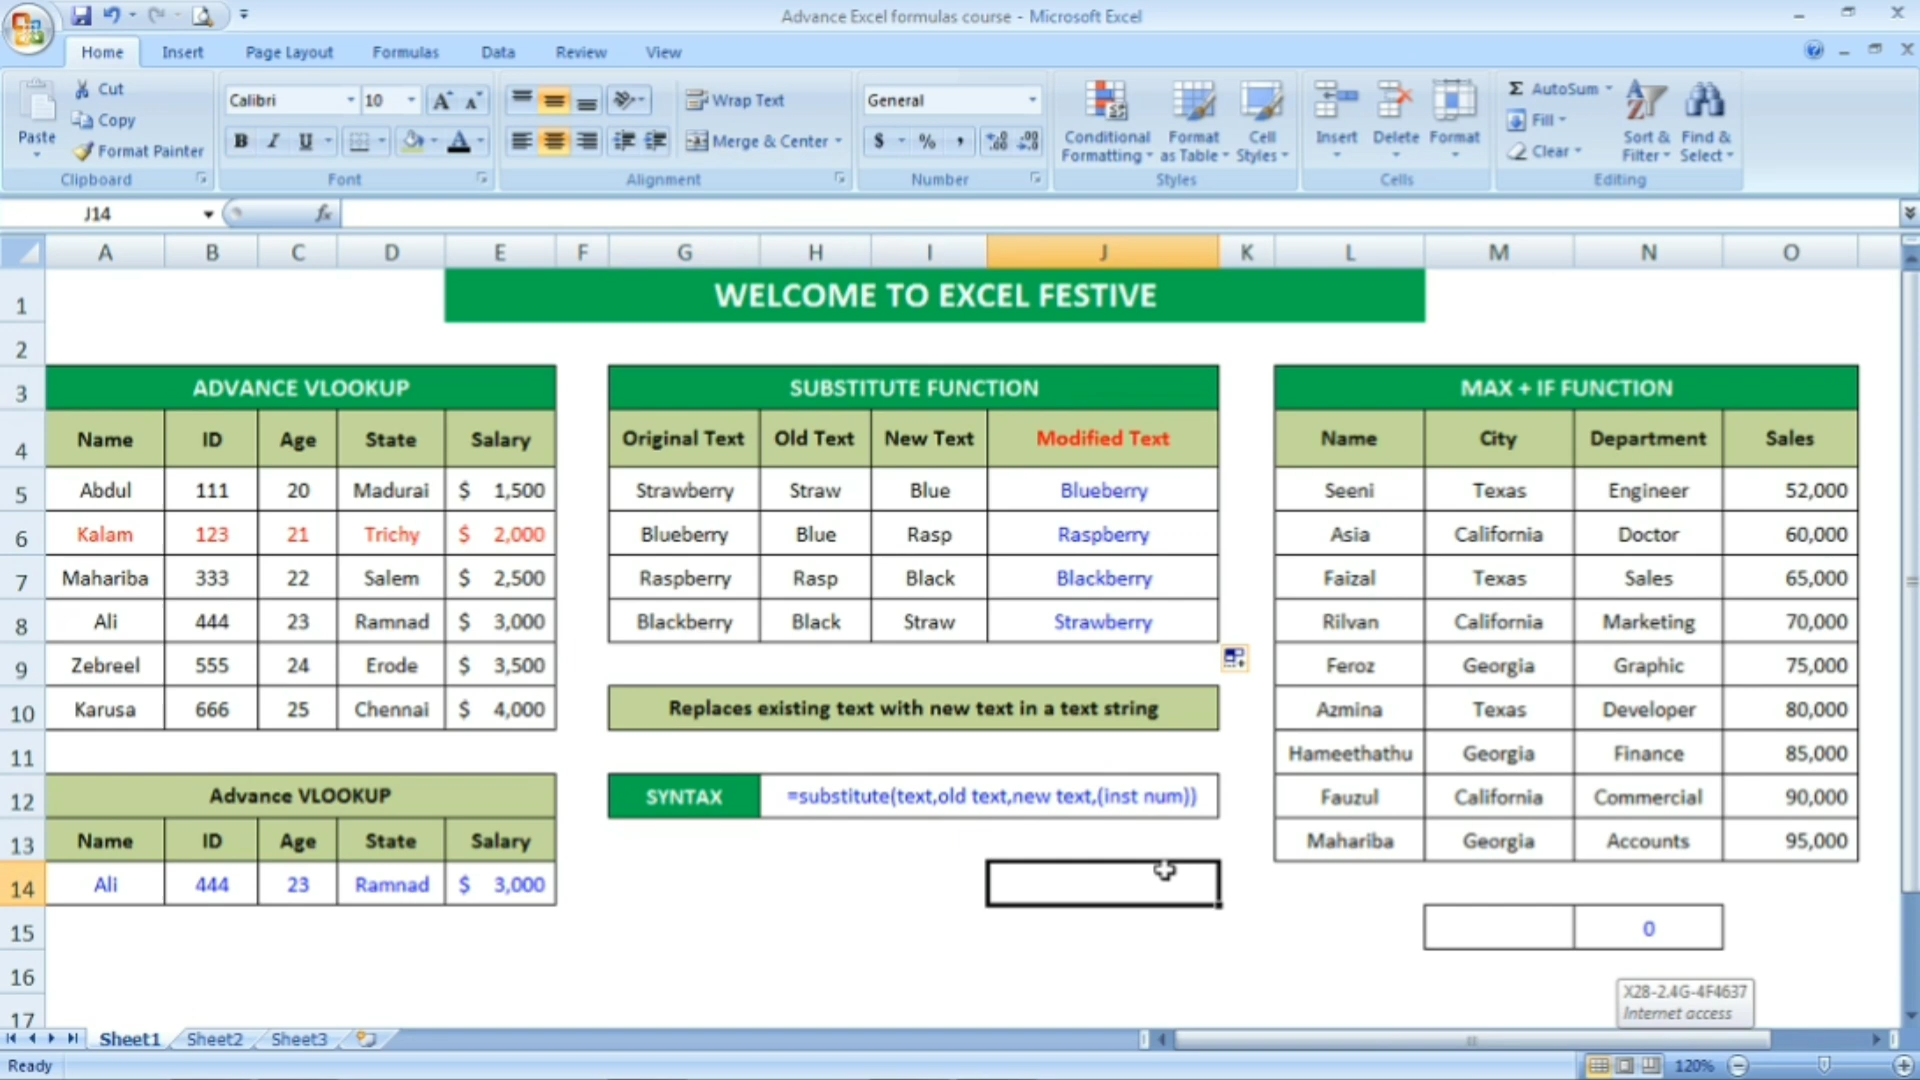 Advance Excel formulas course - Microsoft Excel
Home Insert Page Layout Formulas Data Review View
Paste Cut Copy Format Painter Clipboard
Calibri 10 B I U Font
Wrap Text Merge & Center Alignment
General $ % , Number
Conditional Formatting Format as Table Cell Styles Styles
Insert Delete Format Cells
Σ AutoSum Fill Clear Sort & Filter Find & Select Editing
J14 fx
A B C D E F G H I J K L M N O
1 WELCOME TO EXCEL FESTIVE
2
3 ADVANCE VLOOKUP SUBSTITUTE FUNCTION MAX + IF FUNCTION
4 Name ID Age State Salary Original Text Old Text New Text Modified Text Name City Department Sales
5 Abdul 111 20 Madurai $ 1,500 Strawberry Straw Blue Blueberry Seeni Texas Engineer 52,000
6 Kalam 123 21 Trichy $ 2,000 Blueberry Blue Rasp Raspberry Asia California Doctor 60,000
7 Mahariba 333 22 Salem $ 2,500 Raspberry Rasp Black Blackberry Faizal Texas Sales 65,000
8 Ali 444 23 Ramnad $ 3,000 Blackberry Black Straw Strawberry Rilvan California Marketing 70,000
9 Zebreel 555 24 Erode $ 3,500 Feroz Georgia Graphic 75,000
10 Karusa 666 25 Chennai $ 4,000 Replaces existing text with new text in a text string Azmina Texas Developer 80,000
11 Hameethathu Georgia Finance 85,000
12 Advance VLOOKUP SYNTAX =substitute(text,old text,new text,(inst num)) Fauzul California Commercial 90,000
13 Name ID Age State Salary Mahariba Georgia Accounts 95,000
14 Ali 444 23 Ramnad $ 3,000
15 0
16
17
X28-2.4G-4F4637
Internet access
Sheet1 Sheet2 Sheet3
Ready 120%